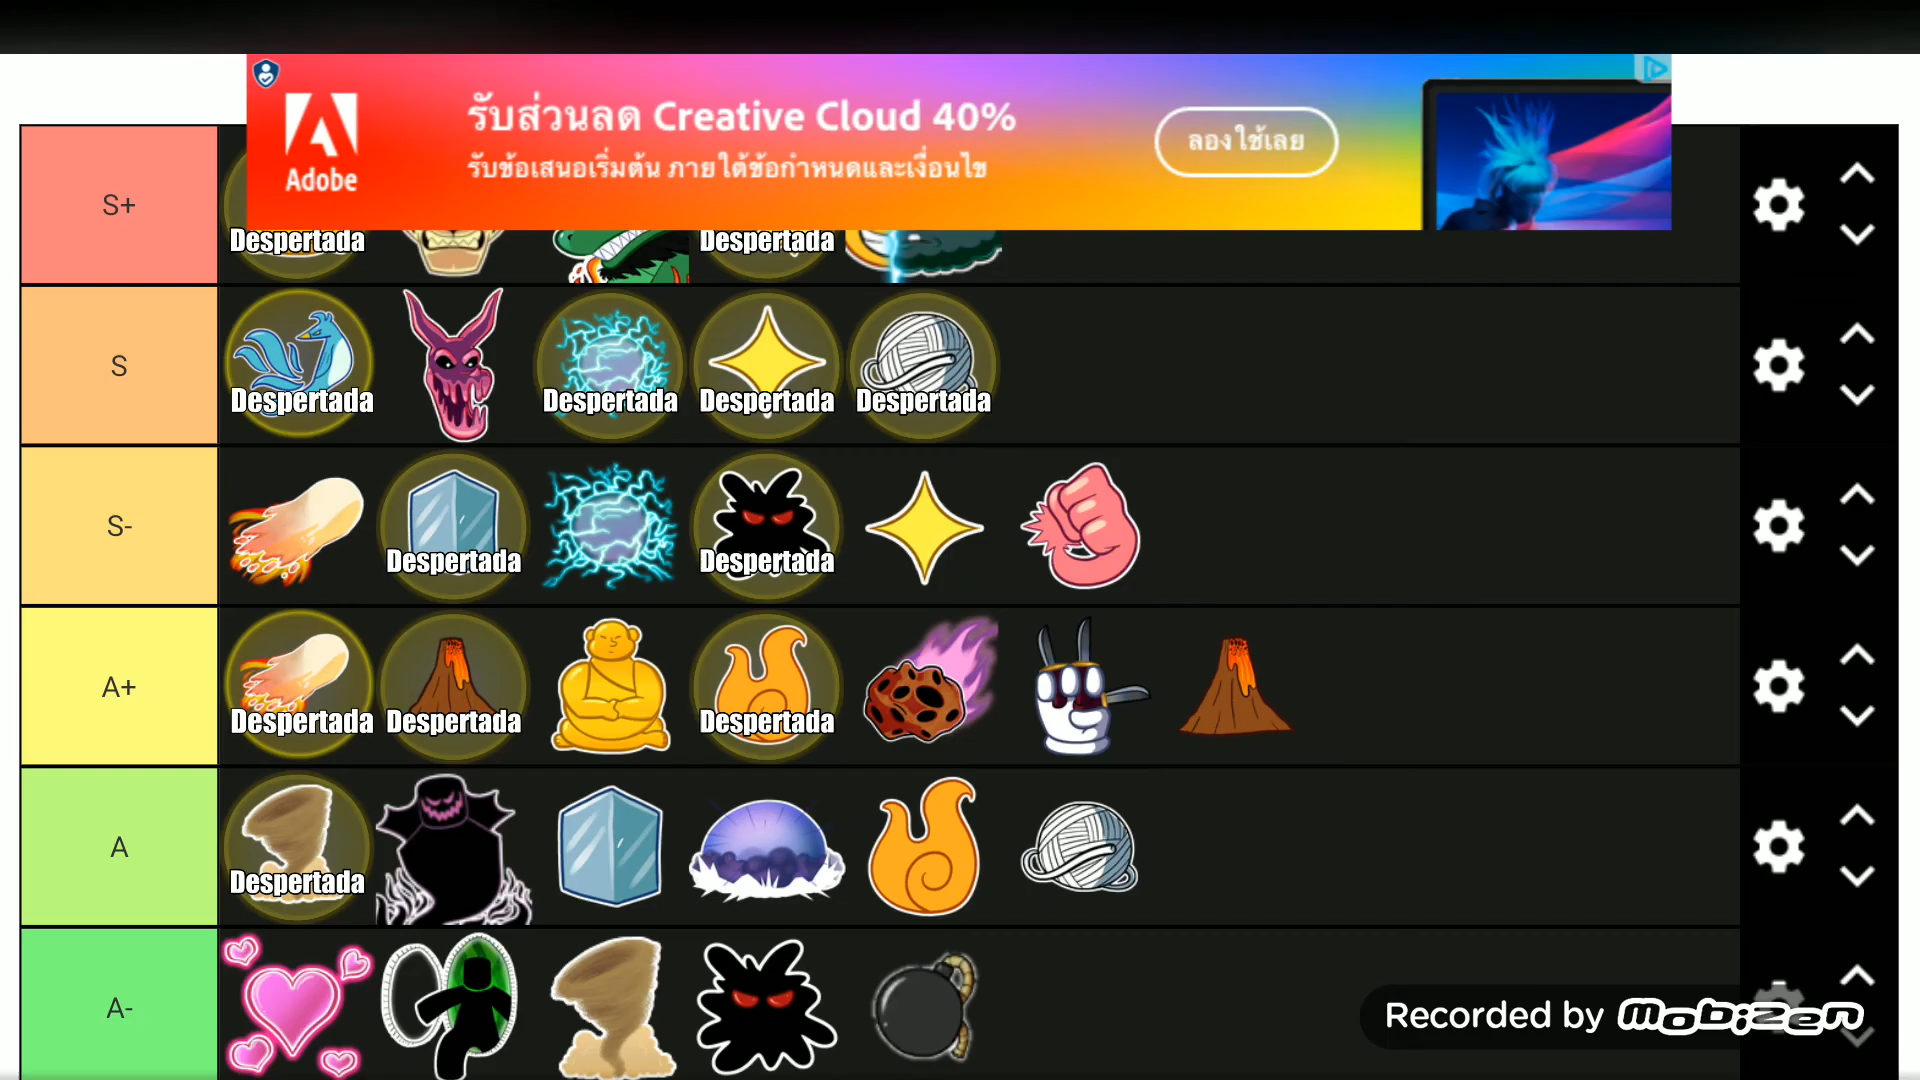 รับส่วนลด Creative Cloud 40%
รับข้อเสนอเริ่มต้น ภายใต้ข้อกำหนดและเงื่อนไข
ลองใช้เลย
Adobe
S+
Despertada
Despertada
S
Despertada
Despertada
Despertada
Despertada
S-
Despertada
Despertada
A+
Despertada
Despertada
Despertada
A
Despertada
A-
Recorded by mobizen